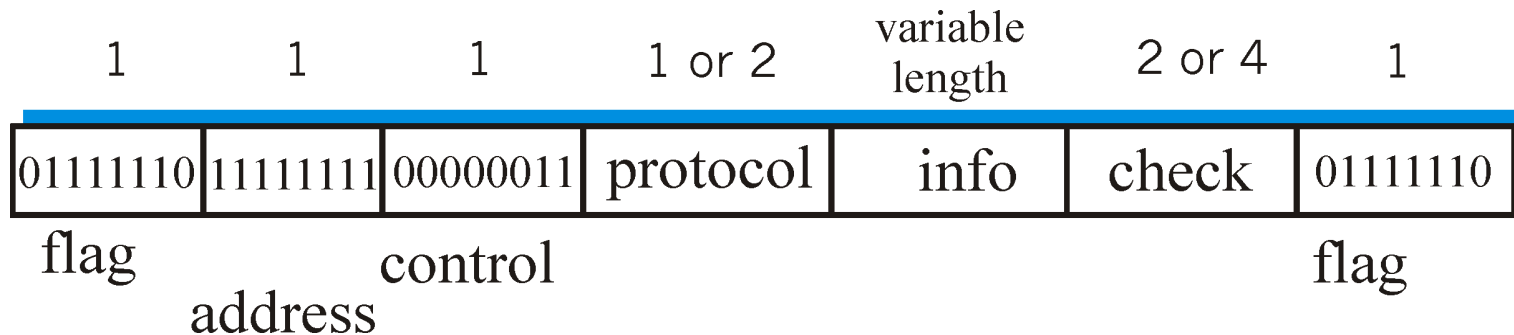 1 1 1 1 or 2 variable length 2 or 4 1
01111110 11111111 00000011 protocol info check 01111110
flag address control flag